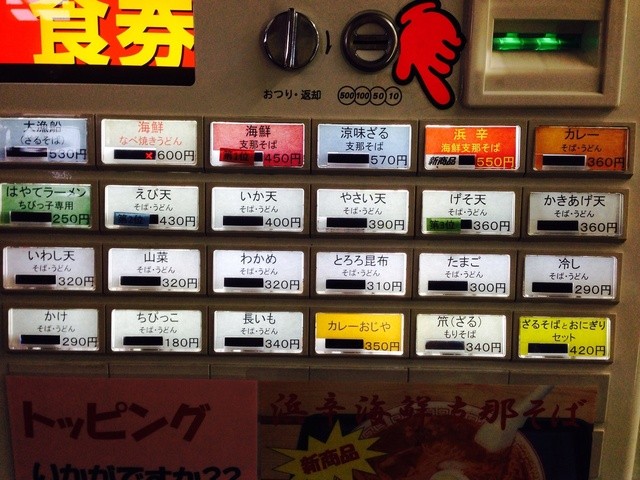 食券
おつり・返却
500 100 50 10
大漁船
(ざるそば)
530円
海鮮
なべ焼きうどん
600円
海鮮
支那そば
450円
涼味ざる
支那そば
570円
浜辛
海鮮支那そば
新商品 550円
カレー
そば・うどん
360円
はやてラーメン
ちびっ子専用
250円
えび天
そば・うどん
430円
いか天
そば・うどん
400円
やさい天
そば・うどん
390円
げそ天
そば・うどん
360円
かきあげ天
そば・うどん
360円
いわし天
そば・うどん
320円
山菜
そば・うどん
320円
わかめ
そば・うどん
320円
とろろ昆布
そば・うどん
310円
たまご
そば・うどん
300円
冷し
そば・うどん
290円
かけ
そば・うどん
290円
ちびっこ
そば・うどん
180円
長いも
そば・うどん
340円
カレーおじや
350円
笊(ざる)
もりそば
340円
ざるそばとおにぎり
セット
420円
トッピング
いかがですか??
浜辛海鮮支那そば
新商品